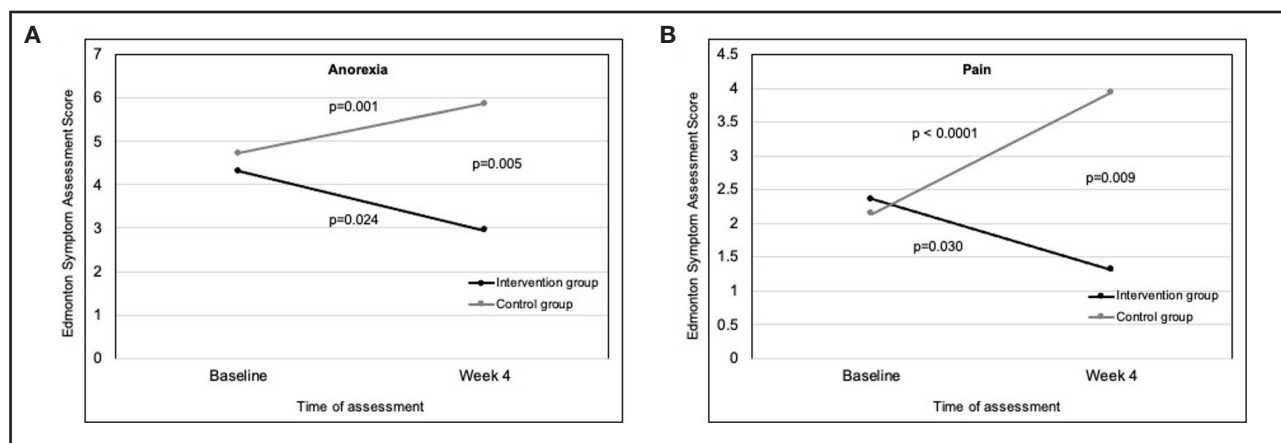 A
Anorexia
Edmonton Symptom Assessment Score
7
6
5
4
3
2
1
0
p=0.001
p=0.005
p=0.024
Intervention group
Control group
Baseline
Week 4
Time of assessment
B
Pain
Edmonton Symptom Assessment Score
4.5
4
3.5
3
2.5
2
1.5
1
0.5
0
p < 0.0001
p=0.009
p=0.030
Intervention group
Control group
Baseline
Week 4
Time of assessment